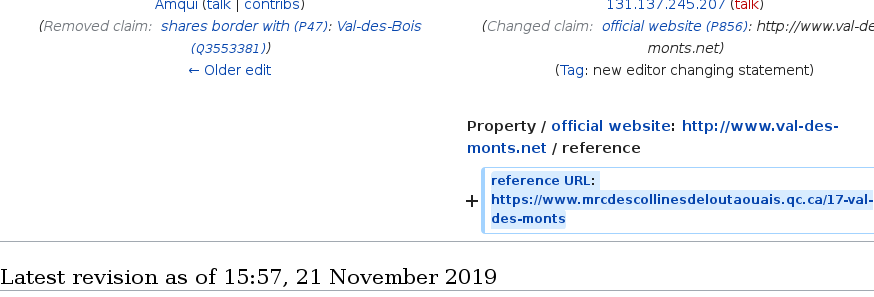 Amqui (talk | contribs)
(Removed claim: shares border with (P47): Val-des-Bois
(Q3553381))
← Older edit
131.137.245.207 (talk)
(Changed claim: official website (P856): http://www.val-de
monts.net)
(Tag: new editor changing statement)
Property / official website: http://www.val-des-
monts.net / reference
+ reference URL:
https://www.mrcdescollinesdeloutaouais.qc.ca/17-val-
des-monts
Latest revision as of 15:57, 21 November 2019